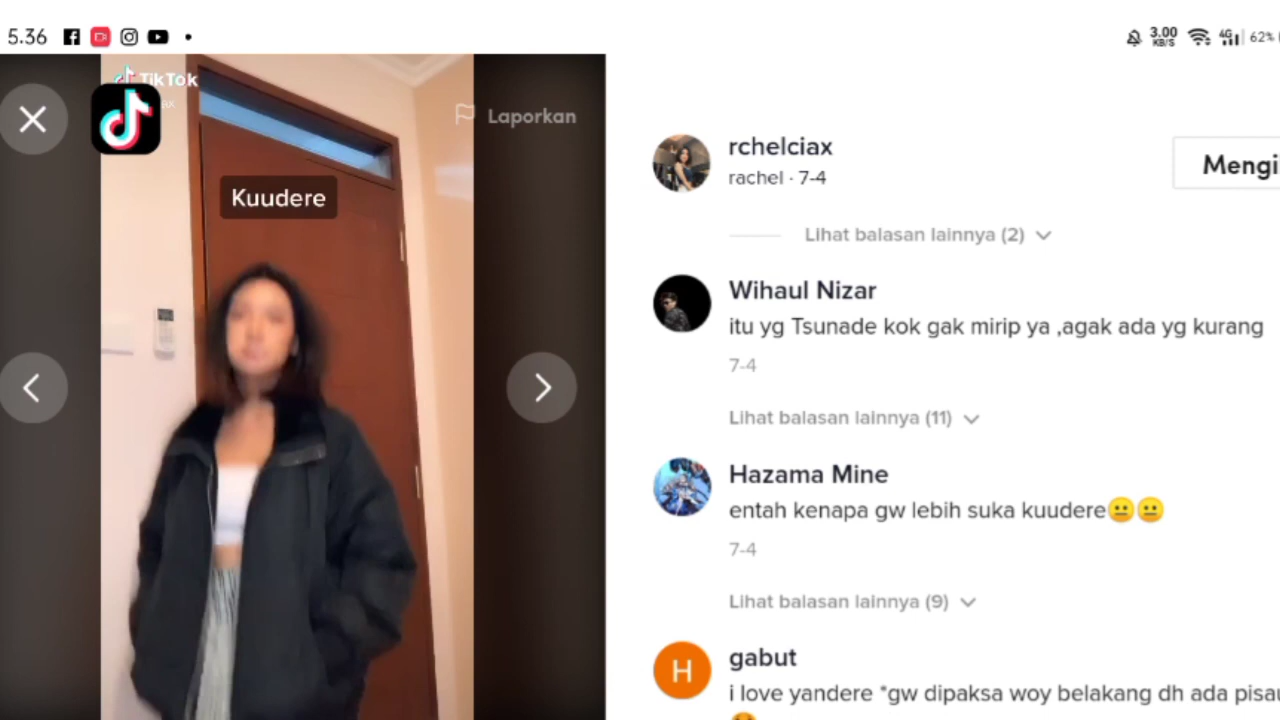 5.36
3.00
KB/S
4G
62%
TikTok
Laporkan
Kuudere
rchelciax
rachel · 7-4
Mengi
Lihat balasan lainnya (2)
Wihaul Nizar
itu yg Tsunade kok gak mirip ya ,agak ada yg kurang
7-4
Lihat balasan lainnya (11)
Hazama Mine
entah kenapa gw lebih suka kuudere😐😐
7-4
Lihat balasan lainnya (9)
H
gabut
i love yandere *gw dipaksa woy belakang dh ada pisau